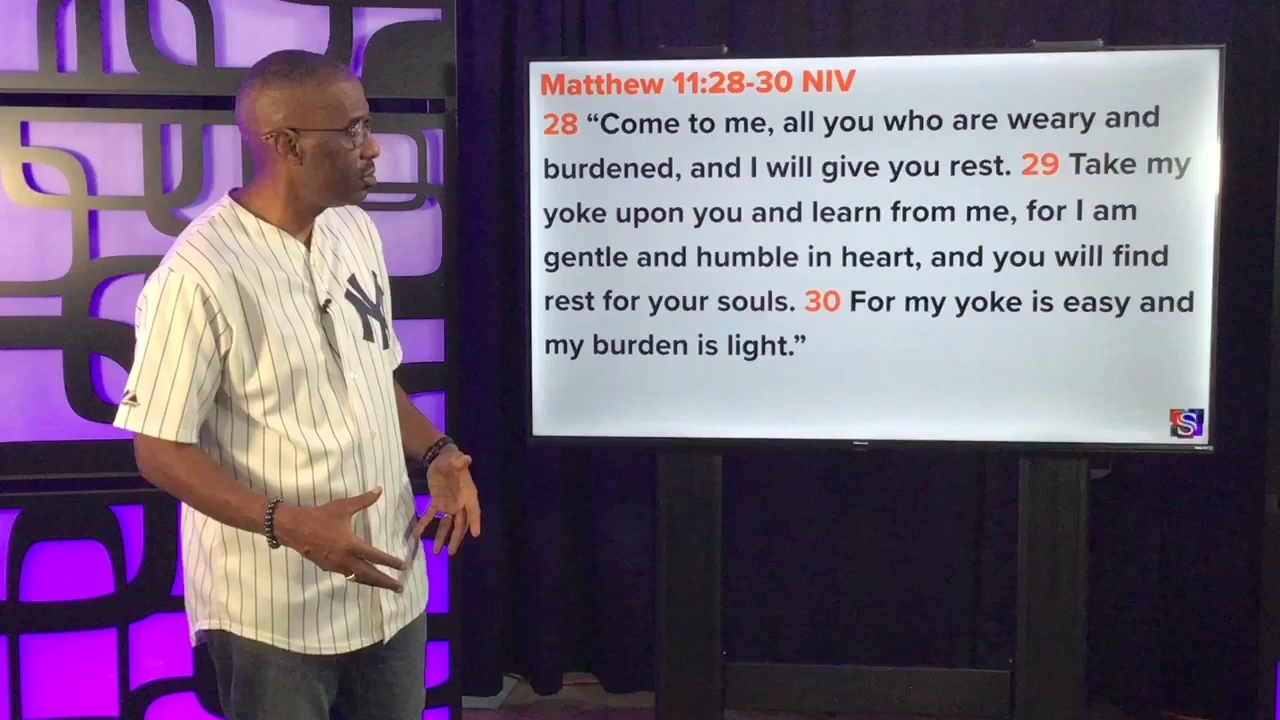 Matthew 11:28-30 NIV
28 “Come to me, all you who are weary and
burdened, and I will give you rest. 29 Take my
yoke upon you and learn from me, for I am
gentle and humble in heart, and you will find
rest for your souls. 30 For my yoke is easy and
my burden is light.”
S
NY